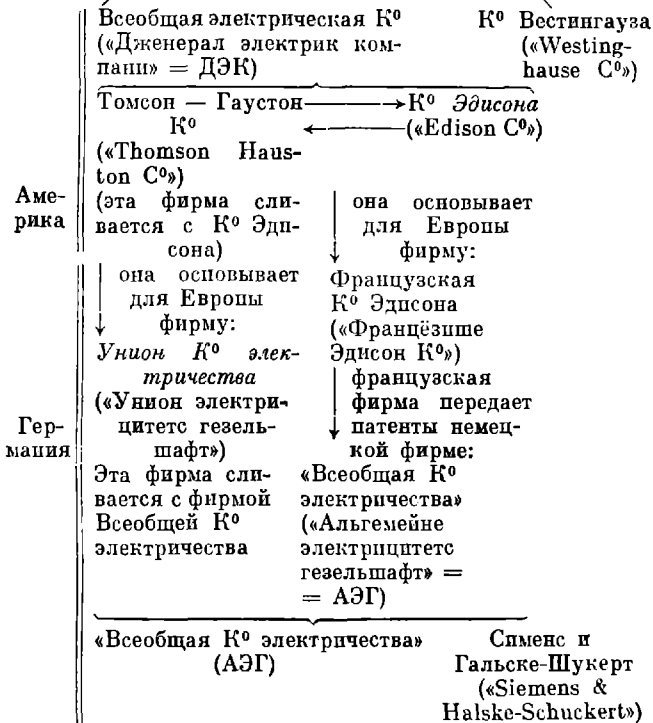 Всеобщая электрическая К⁰
(«Дженерал электрик ком-
пани» = ДЭК)
К⁰ Вестингауза
(«Westing-
hause C⁰»)
Томсон — Гаустон
К⁰
(«Thomson Haus-
ton C⁰»)
(эта фирма сли-
вается с К⁰ Эди-
сона)
К⁰ Эдисона
(«Edison C⁰»)
Аме-
рика
она основывает
для Европы
фирму:
Унион К⁰ элек-
тричества
(«Унион электри-
цитетс гезель-
шафт»)
Эта фирма сли-
вается с фирмой
Всеобщей К⁰
электричества
она основывает
для Европы
фирму:
Французская
К⁰ Эдисона
(«Францёзише
Эдисон К⁰»)
французская
фирма передает
патенты немец-
кой фирме:
«Всеобщая К⁰
электричества»
(«Альгемейне
электрицитетс
гезельшафт» =
= АЭГ)
Гер-
мания
«Всеобщая К⁰ электричества»
(АЭГ)
Сименс и
Гальске-Шукерт
(«Siemens &
Halske-Schuckert»)